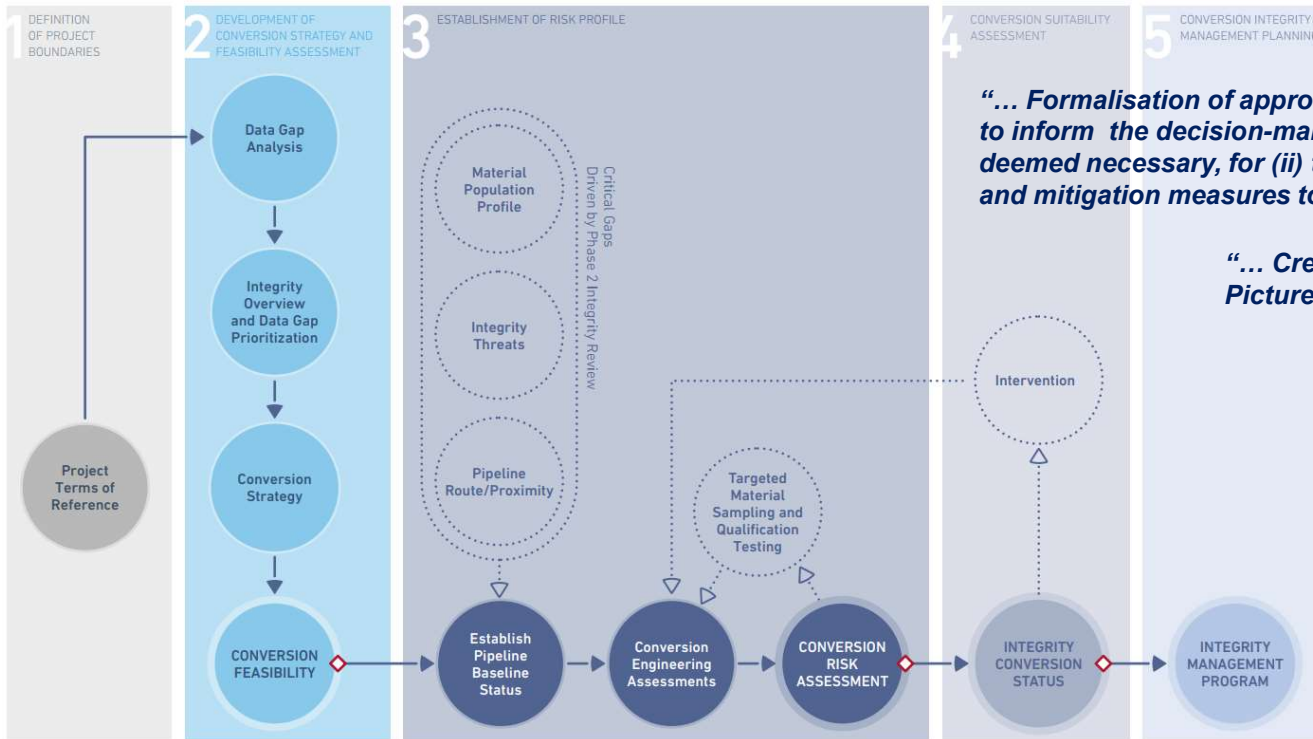 1
DEFINITION
OF PROJECT
BOUNDARIES
2
DEVELOPMENT OF
CONVERSION STRATEGY AND
FEASIBILITY ASSESSMENT
3
ESTABLISHMENT OF RISK PROFILE
4
CONVERSION SUITABILITY
ASSESSMENT
5
CONVERSION INTEGRITY
MANAGEMENT PLANNING
Project
Terms of
Reference
Data Gap
Analysis
Integrity
Overview
and Data Gap
Prioritization
Conversion
Strategy
CONVERSION
FEASIBILITY
Material
Population
Profile
Integrity
Threats
Pipeline
Route/Proximity
Critical Gaps
Driven by Phase 2 Integrity Review
Establish
Pipeline
Baseline
Status
Conversion
Engineering
Assessments
Targeted
Material
Sampling and
Qualification
Testing
CONVERSION
RISK
ASSESSMENT
Intervention
INTEGRITY
CONVERSION
STATUS
INTEGRITY
MANAGEMENT
PROGRAM
“… Formalisation of appro
to inform the decision-mak
deemed necessary, for (ii) t
and mitigation measures to
“… Cre
Picture